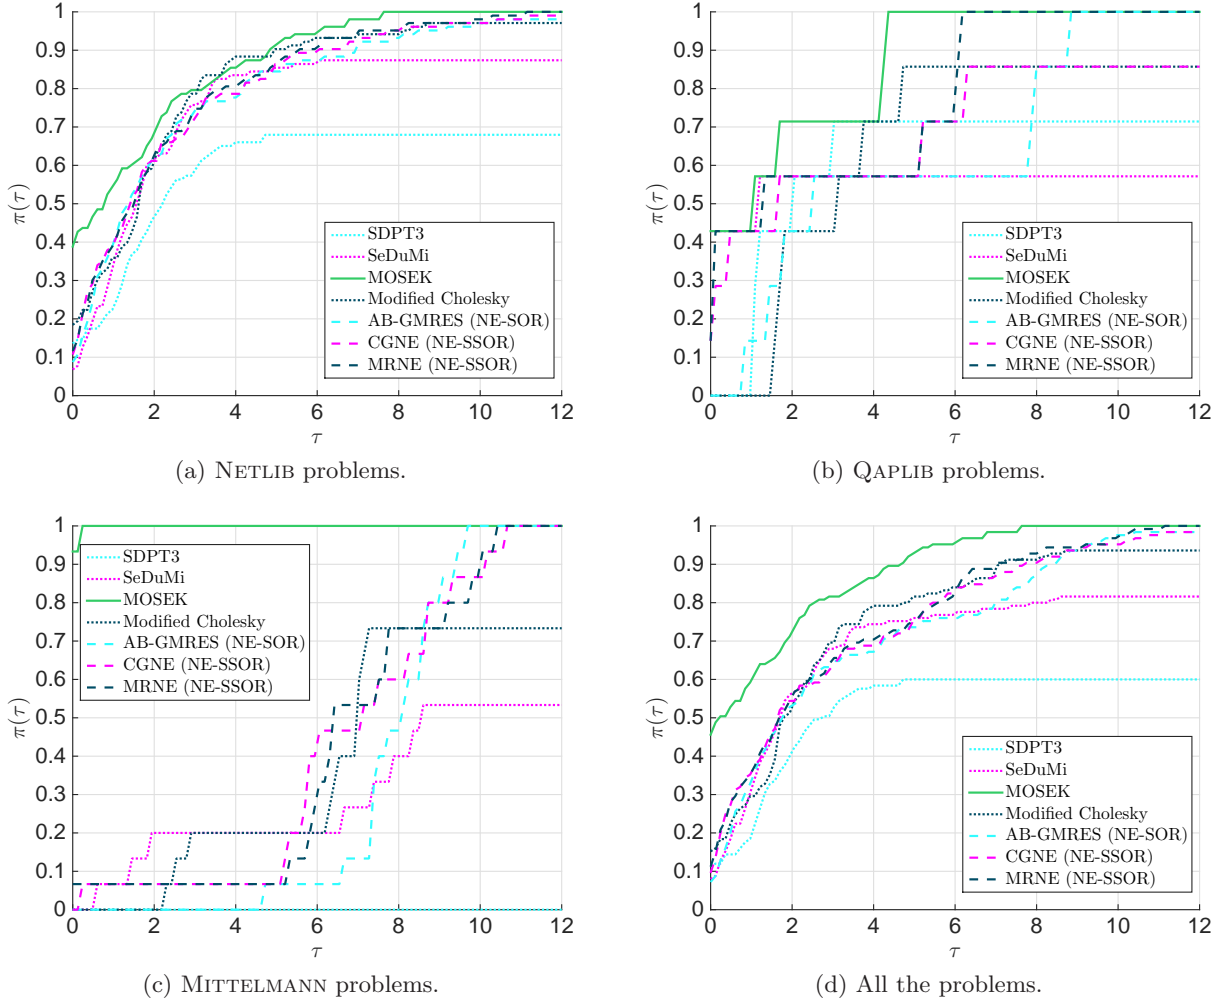 1
0.9
0.8
0.7
0.6
0.5
0.4
0.3
0.2
0.1
0
π(τ)
SDPT3
SeDuMi
MOSEK
Modified Cholesky
AB-GMRES (NE-SOR)
CGNE (NE-SSOR)
MRNE (NE-SSOR)
0 2 4 6 8 10 12
τ
(a) NETLIB problems.
1
0.9
0.8
0.7
0.6
0.5
0.4
0.3
0.2
0.1
0
π(τ)
SDPT3
SeDuMi
MOSEK
Modified Cholesky
AB-GMRES (NE-SOR)
CGNE (NE-SSOR)
MRNE (NE-SSOR)
0 2 4 6 8 10 12
τ
(b) QAPLIB problems.
1
0.9
0.8
0.7
0.6
0.5
0.4
0.3
0.2
0.1
0
π(τ)
SDPT3
SeDuMi
MOSEK
Modified Cholesky
AB-GMRES (NE-SOR)
CGNE (NE-SSOR)
MRNE (NE-SSOR)
0 2 4 6 8 10 12
τ
(c) MITTELMANN problems.
1
0.9
0.8
0.7
0.6
0.5
0.4
0.3
0.2
0.1
0
π(τ)
SDPT3
SeDuMi
MOSEK
Modified Cholesky
AB-GMRES (NE-SOR)
CGNE (NE-SSOR)
MRNE (NE-SSOR)
0 2 4 6 8 10 12
τ
(d) All the problems.